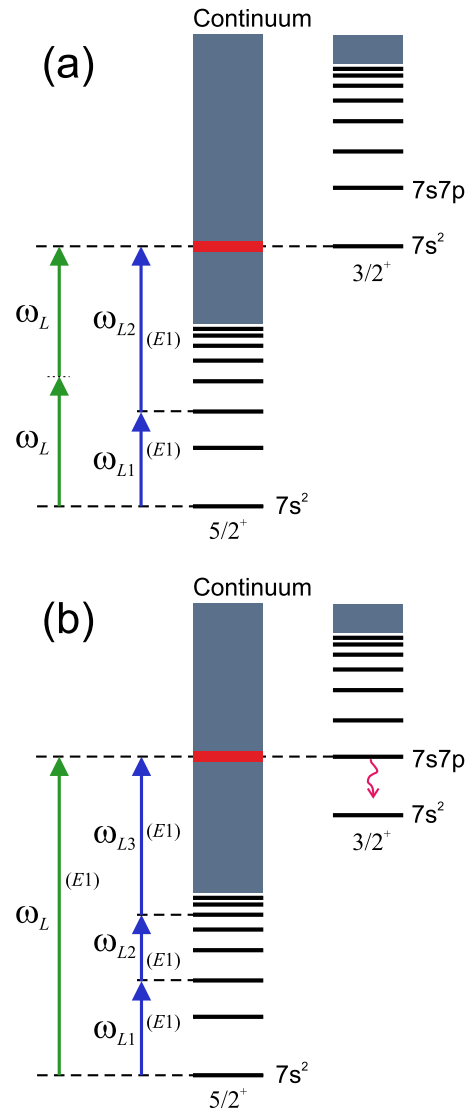 Continuum
(a)
7s7p
7s²
3/2⁺
ω_L
ω_L2 (E1)
ω_L
ω_L1 (E1)
7s²
5/2⁺
Continuum
(b)
7s7p
7s²
3/2⁺
ω_L3 (E1)
(E1)
ω_L
ω_L2 (E1)
ω_L1 (E1)
7s²
5/2⁺